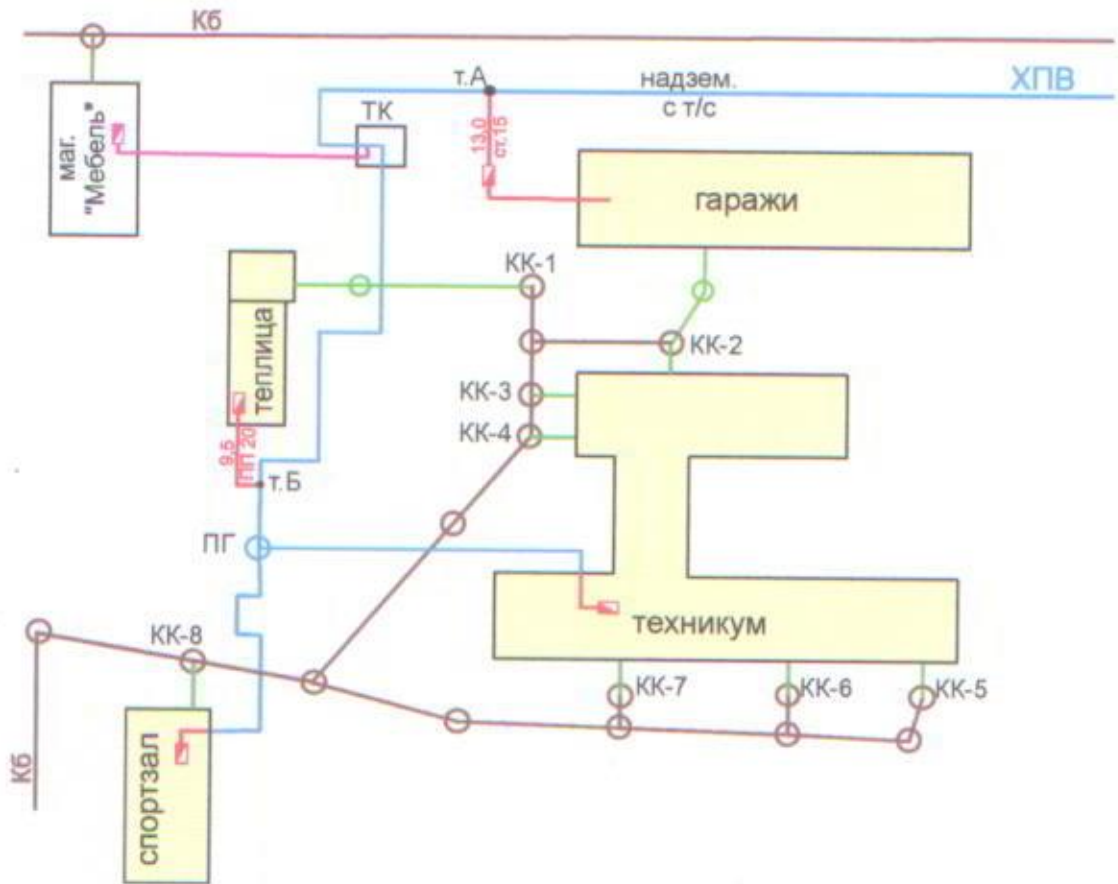 Кб
т.А
надзем.
с т/с
ХПВ
ТК
маг.
"Мебель"
13,0
ст.15
гаражи
КК-1
теплица
КК-2
КК-3
КК-4
9,5
ПП 20
т.Б
ПГ
техникум
КК-8
КК-7
КК-6
КК-5
Кб
спортзал